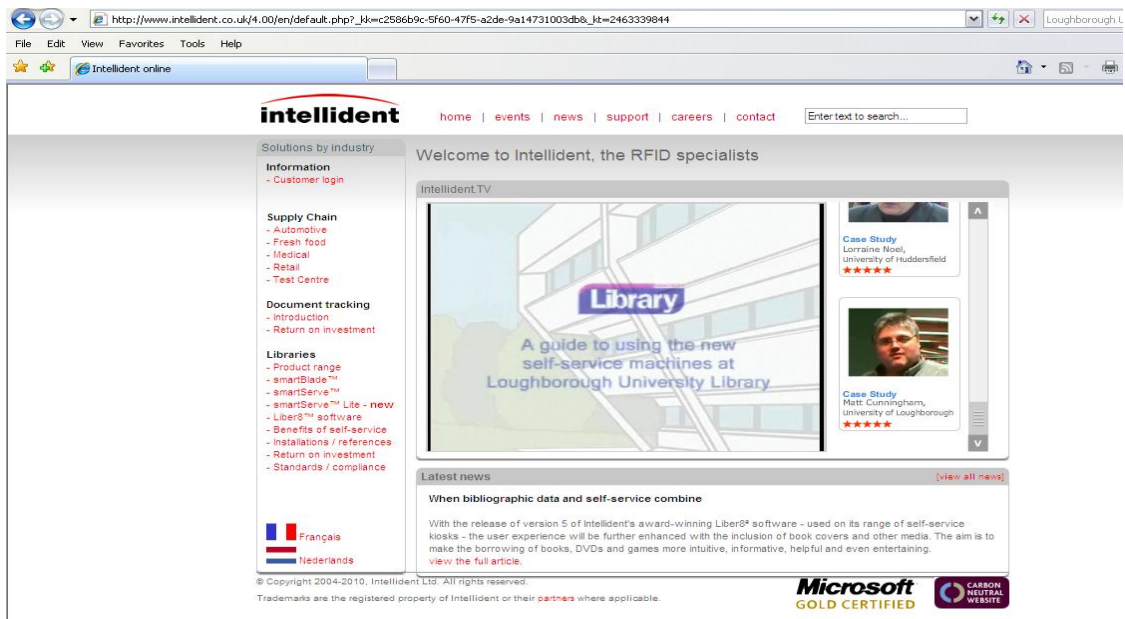 http://www.intellident.co.uk/4.00/en/default.php?_kk=c2586b9c-5f60-47f5-a2de-9a14731003db&_kt=2463339844
Loughborough U
File Edit View Favorites Tools Help
Intellident online
intellident
home | events | news | support | careers | contact
Enter text to search...
Solutions by industry
Information
- Customer login
Supply Chain
- Automotive
- Fresh food
- Medical
- Retail
- Test Centre
Document tracking
- Introduction
- Return on investment
Libraries
- Product range
- smartBlade™
- smartServe™
- smartServe™ Lite - new
- Liber8™ software
- Benefits of self-service
- Installations / references
- Return on investment
- Standards / compliance
Français
Nederlands
Welcome to Intellident, the RFID specialists
Intellident.TV
Library
A guide to using the new
self-service machines at
Loughborough University Library
Case Study
Lorraine Noel,
University of Huddersfield
Case Study
Matt Cunningham,
University of Loughborough
Latest news
[view all news]
When bibliographic data and self-service combine
With the release of version 5 of Intellident's award-winning Liber8² software - used on its range of self-service
kiosks - the user experience will be further enhanced with the inclusion of book covers and other media. The aim is to
make the borrowing of books, DVDs and games more intuitive, informative, helpful and even entertaining.
view the full article.
© Copyright 2004-2010, Intellident Ltd. All rights reserved.
Trademarks are the registered property of Intellident or their partners where applicable.
Microsoft
GOLD CERTIFIED
CARBON
NEUTRAL
WEBSITE